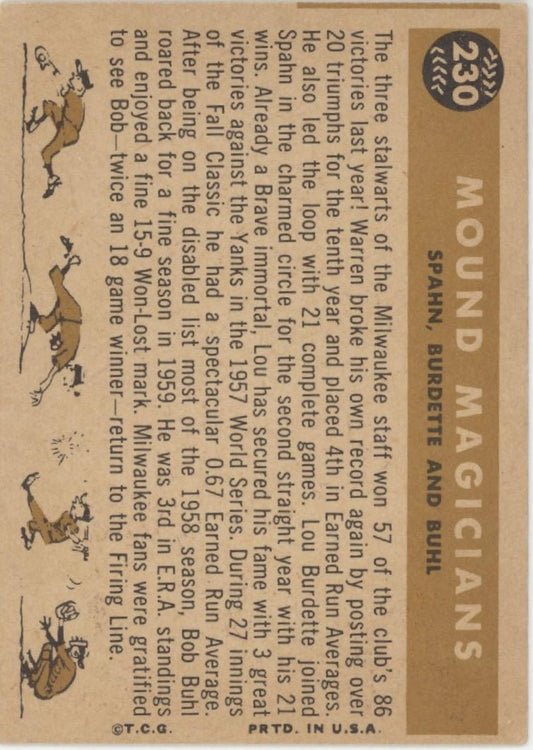 230
MOUND MAGICIANS
SPAHN, BURDETTE AND BUHL
The three stalwarts of the Milwaukee staff won 57 of the club's 86
victories last year! Warren broke his own record again by posting over
20 triumphs for the tenth year and placed 4th in Earned Run Averages.
He also led the loop with 21 complete games. Lou Burdette joined
Spahn in the charmed circle for the second straight year with his 21
wins. Already a Brave immortal, Lou has secured his fame with 3 great
victories against the Yanks in the 1957 World Series. During 27 innings
of the Fall Classic he had a spectacular 0.67 Earned Run Average.
After being on the disabled list most of the 1958 season, Bob Buhl
roared back for a fine season in 1959. He was 3rd in E.R.A. standings
and enjoyed a fine 15-9 Won-Lost mark. Milwaukee fans were gratified
to see Bob—twice an 18 game winner—return to the Firing Line.
©T.C.G. PRTD. IN U.S.A.